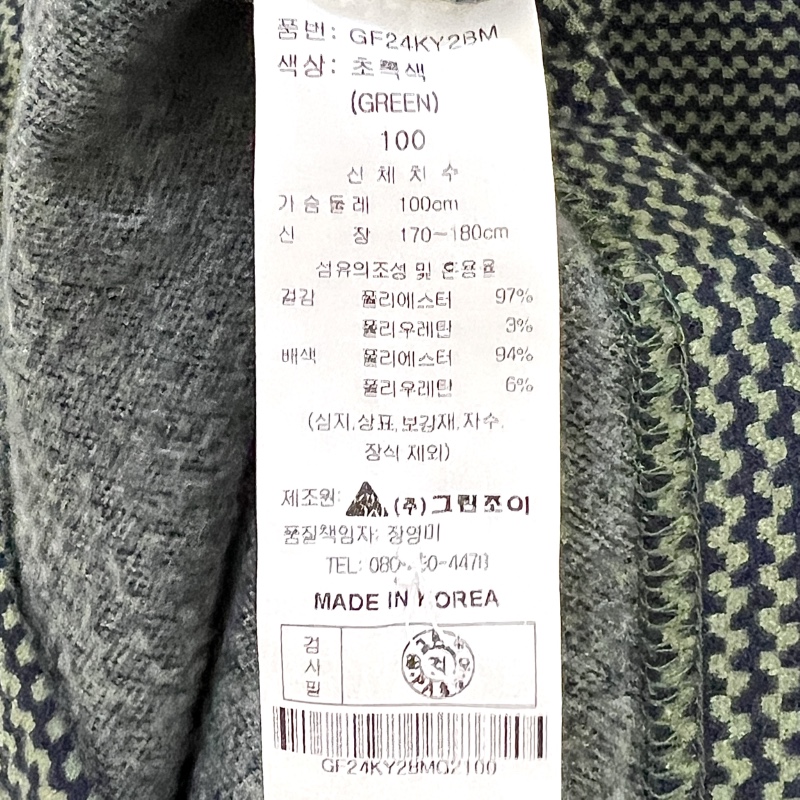 품번: GF24KY2BM
색상: 초록색
(GREEN)
100
신체치수
가슴둘레 100cm
신 장 170~180cm
섬유의조성 및 혼용율
겉감 폴리에스터 97%
폴리우레탄 3%
배색 폴리에스터 94%
폴리우레탄 6%
(심지,상표,보강재,자수,
장식 제외)
제조원: (주)그린조이
품질책임자: 장영미
TEL:
MADE IN KOREA
검
사
필
GF24KY2BM02100